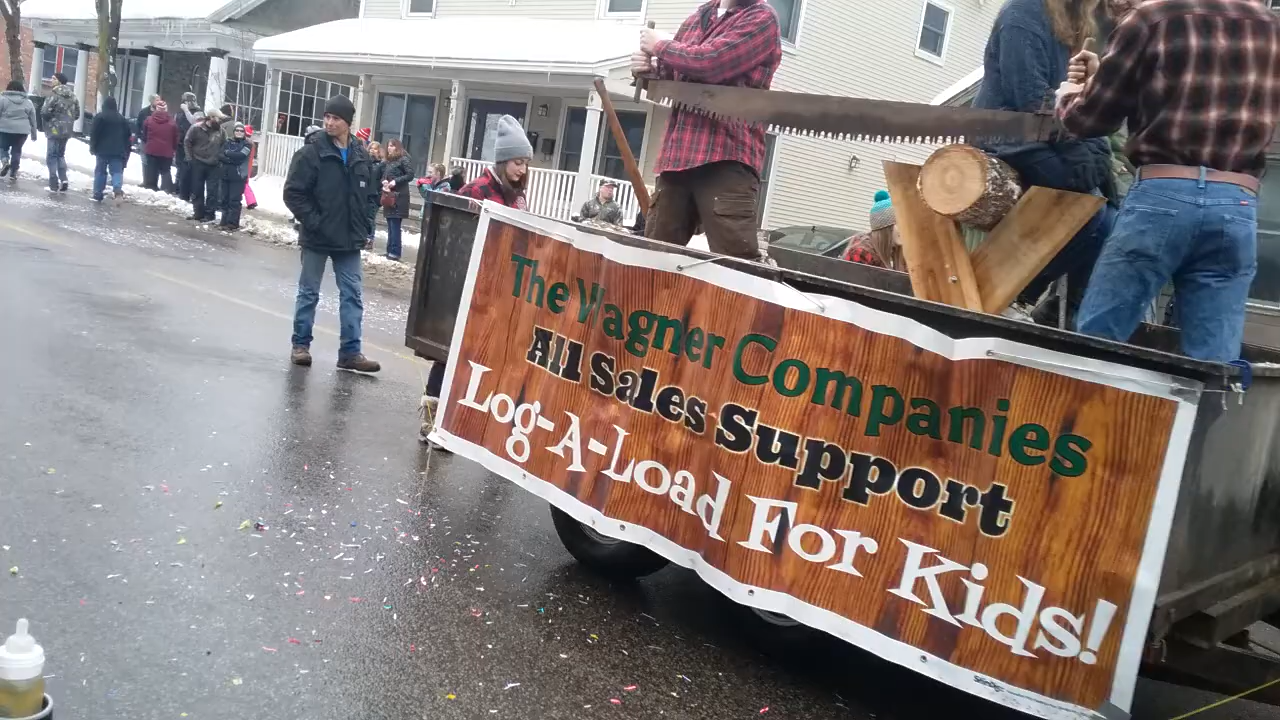 The Wagner Companies
All Sales Support
Log-A-Load For Kids!